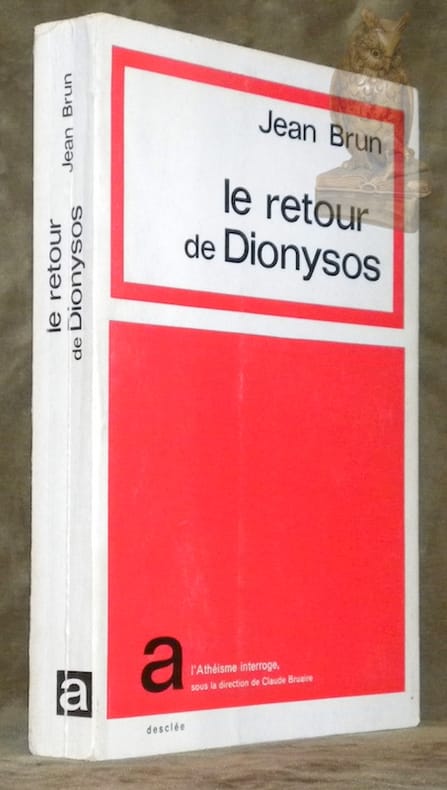 Jean Brun
le retour
de Dionysos
a
l'Athéisme interroge,
sous la direction de Claude Bruaire
desclée
le retour
de Dionysos
Jean Brun
a